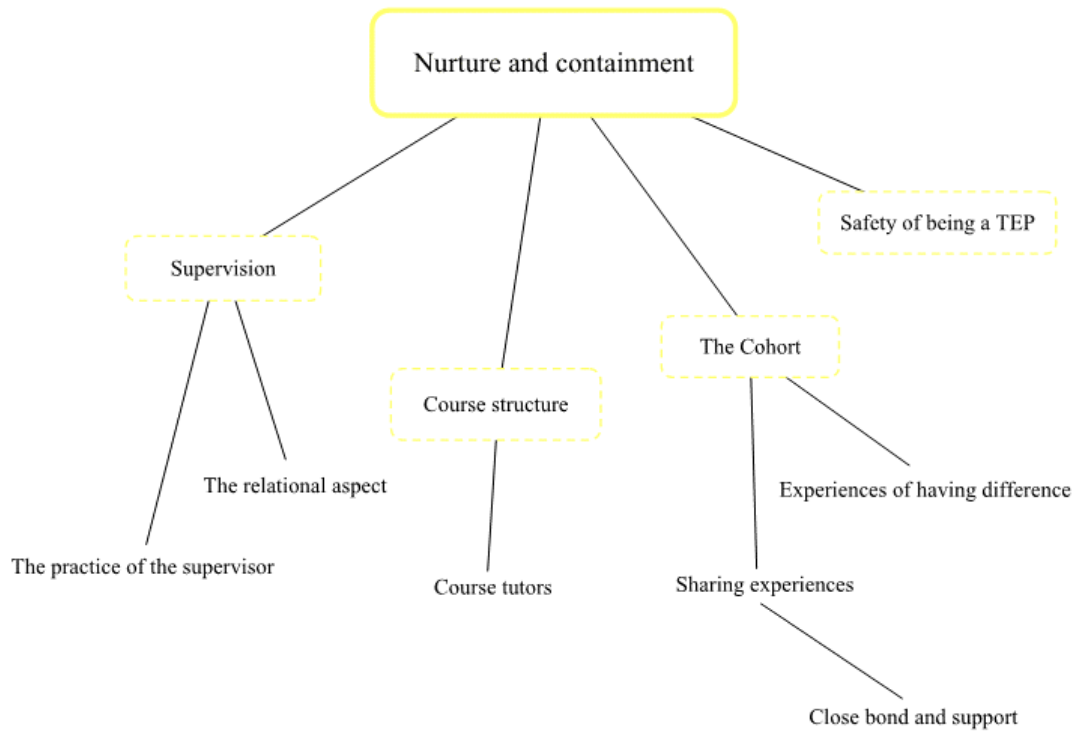 Nurture and containment
Safety of being a TEP
Supervision
The Cohort
Course structure
The relational aspect
Experiences of having difference
The practice of the supervisor
Course tutors
Sharing experiences
Close bond and support